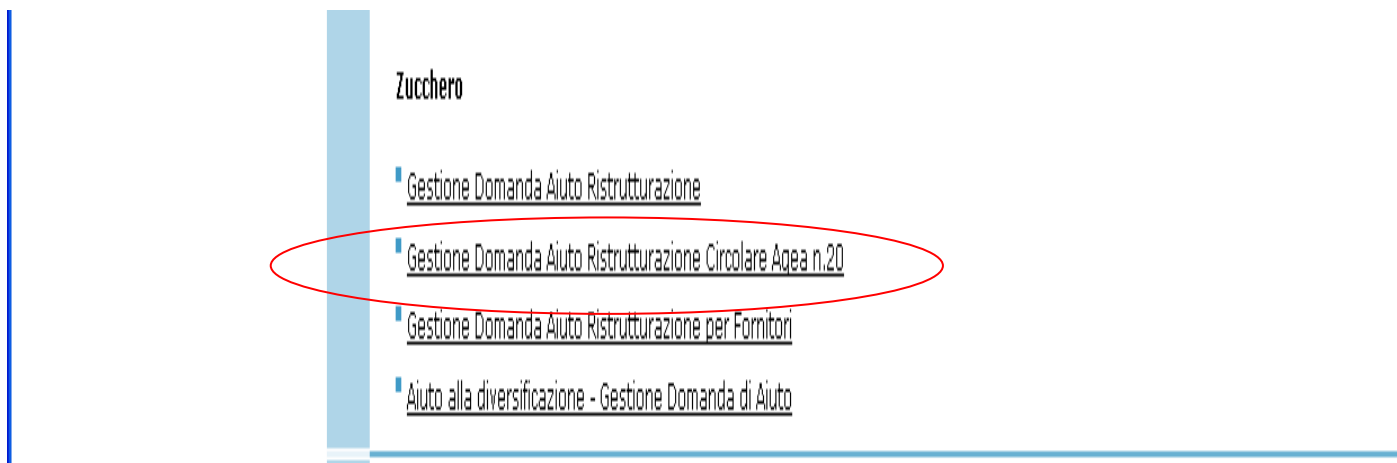 Zucchero
Gestione Domanda Aiuto Ristrutturazione
Gestione Domanda Aiuto Ristrutturazione Circolare Agea n.20
Gestione Domanda Aiuto Ristrutturazione per Fornitori
Aiuto alla diversificazione - Gestione Domanda di Aiuto